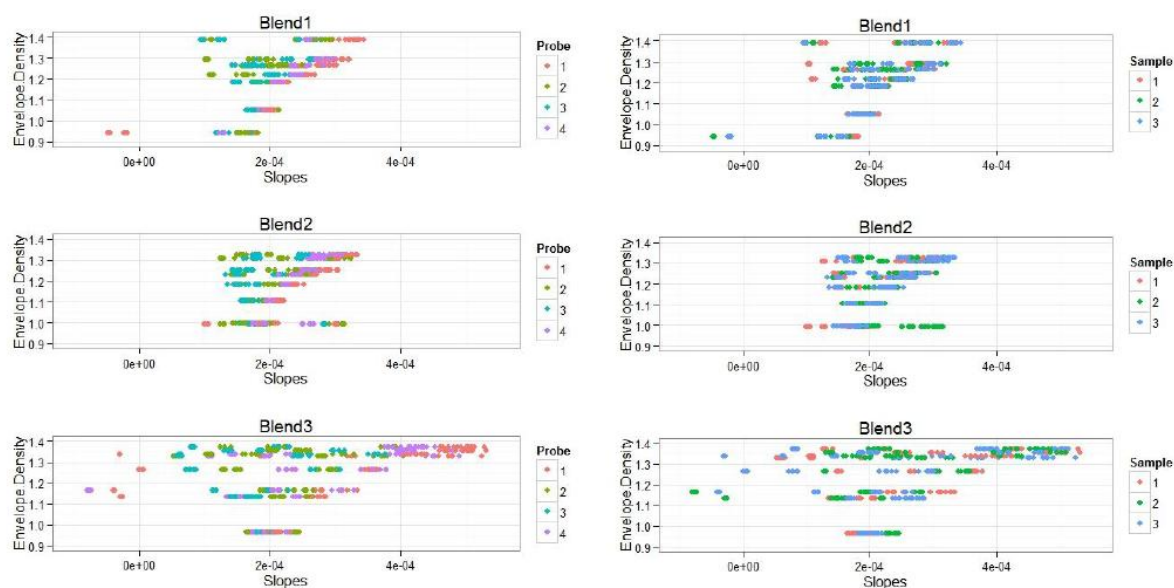 Blend1
Envelope.Density
1.4
1.3
1.2
1.1
1.0
0.9
0e+00
2e-04
4e-04
Slopes
Probe
1
2
3
4
Blend1
Envelope.Density
1.4
1.3
1.2
1.1
1.0
0.9
0e+00
2e-04
4e-04
Slopes
Sample
1
2
3
Blend2
Envelope.Density
1.4
1.3
1.2
1.1
1.0
0.9
0e+00
2e-04
4e-04
Slopes
Probe
1
2
3
4
Blend2
Envelope.Density
1.4
1.3
1.2
1.1
1.0
0.9
0e+00
2e-04
4e-04
Slopes
Sample
1
2
3
Blend3
Envelope.Density
1.4
1.3
1.2
1.1
1.0
0.9
0e+00
2e-04
4e-04
Slopes
Probe
1
2
3
4
Blend3
Envelope.Density
1.4
1.3
1.2
1.1
1.0
0.9
0e+00
2e-04
4e-04
Slopes
Sample
1
2
3